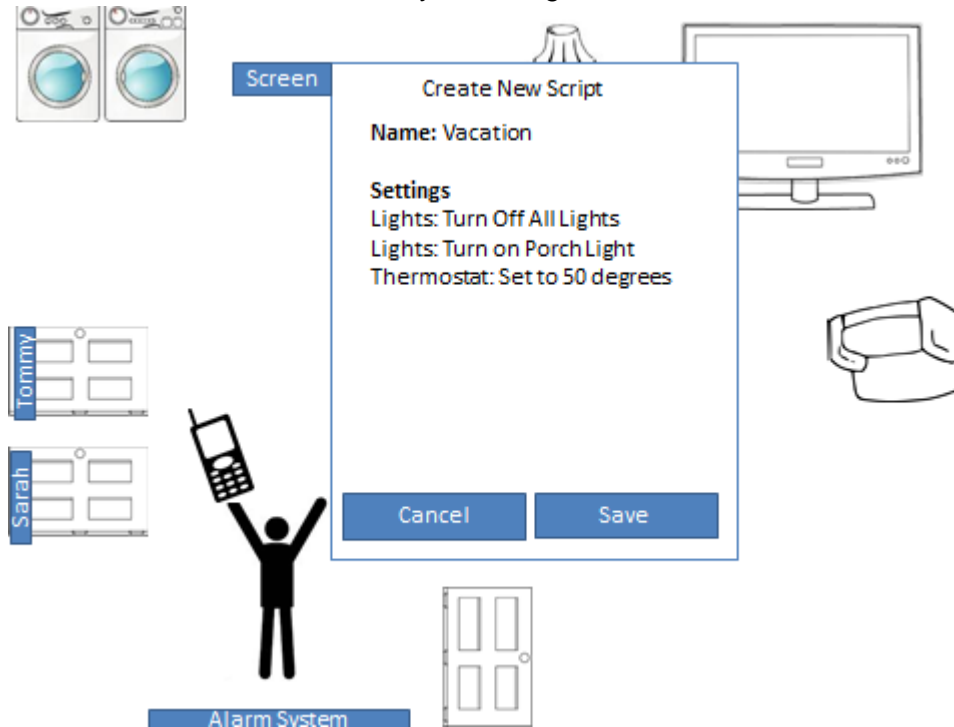 Screen
Create New Script
Name: Vacation
Settings
Lights: Turn Off All Lights
Lights: Turn on Porch Light
Thermostat: Set to 50 degrees
Tommy
Sarah
Cancel
Save
Alarm System